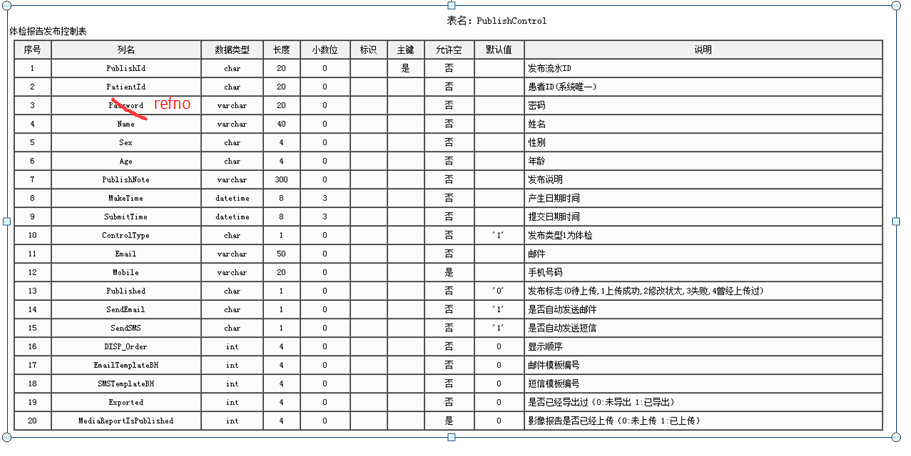 表名: PublishControl
体检报告发布控制表
序号 列名 数据类型 长度 小数位 标识 主键 允许空 默认值 说明
1 PublishId char 20 0 是 否 发布流水ID
2 PatientId char 20 0 否 患者ID(系统唯一)
3 Password refno varchar 20 0 否 密码
4 Name varchar 40 0 否 姓名
5 Sex char 4 0 否 性别
6 Age char 4 0 否 年龄
7 PublishNote varchar 300 0 否 发布说明
8 MakeTime datetime 8 3 否 产生日期时间
9 SubmitTime datetime 8 3 否 提交日期时间
10 ControlType char 1 0 否 '1' 发布类型1为体检
11 Email varchar 50 0 否 邮件
12 Mobile varchar 20 0 是 手机号码
13 Published char 1 0 否 '0' 发布标志(0待上传,1上传成功,2修改状太,3失败,4曾经上传过)
14 SendEmail char 1 0 否 '1' 是否自动发送邮件
15 SendSMS char 1 0 否 '1' 是否自动发送短信
16 DISP_Order int 4 0 否 0 显示顺序
17 EmailTemplateBH int 4 0 否 0 邮件模板编号
18 SMSTemplateBH int 4 0 否 0 短信模板编号
19 Exported int 4 0 否 0 是否已经导出过（0:未导出 1:已导出）
20 MediaReportIsPublished int 4 0 是 0 影像报告是否已经上传（0:未上传 1:已上传）